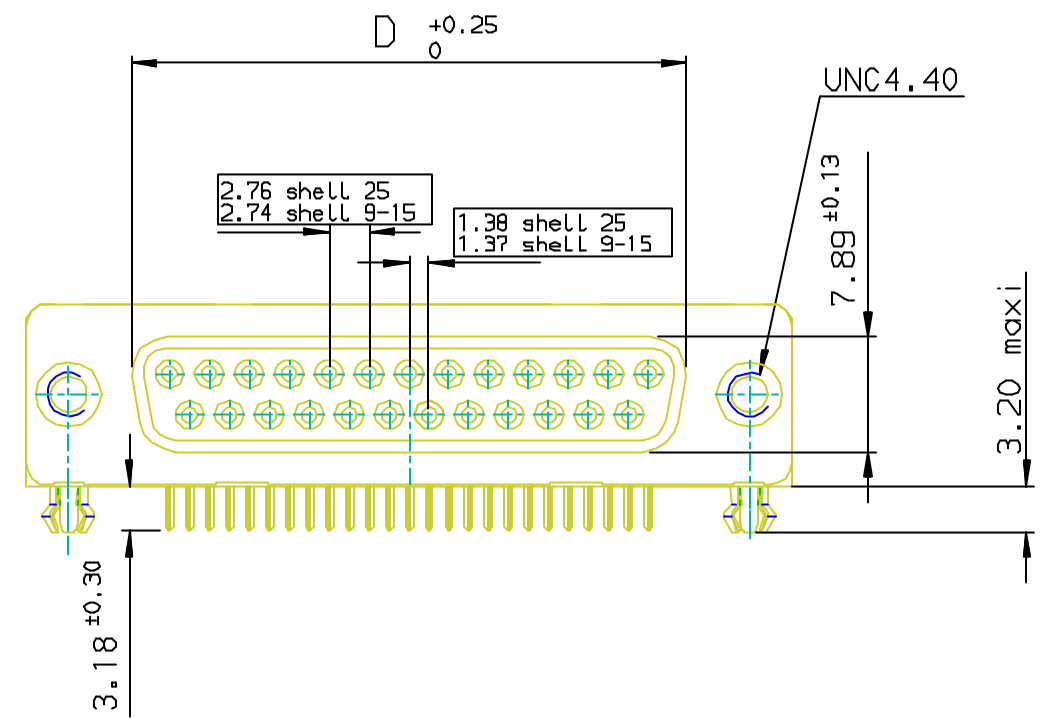 D +0.25
0
UNC4.40
2.76 shell 25
2.74 shell 9-15
1.38 shell 25
1.37 shell 9-15
7.89 ±0.13
3.20 maxi
3.18 ±0.30